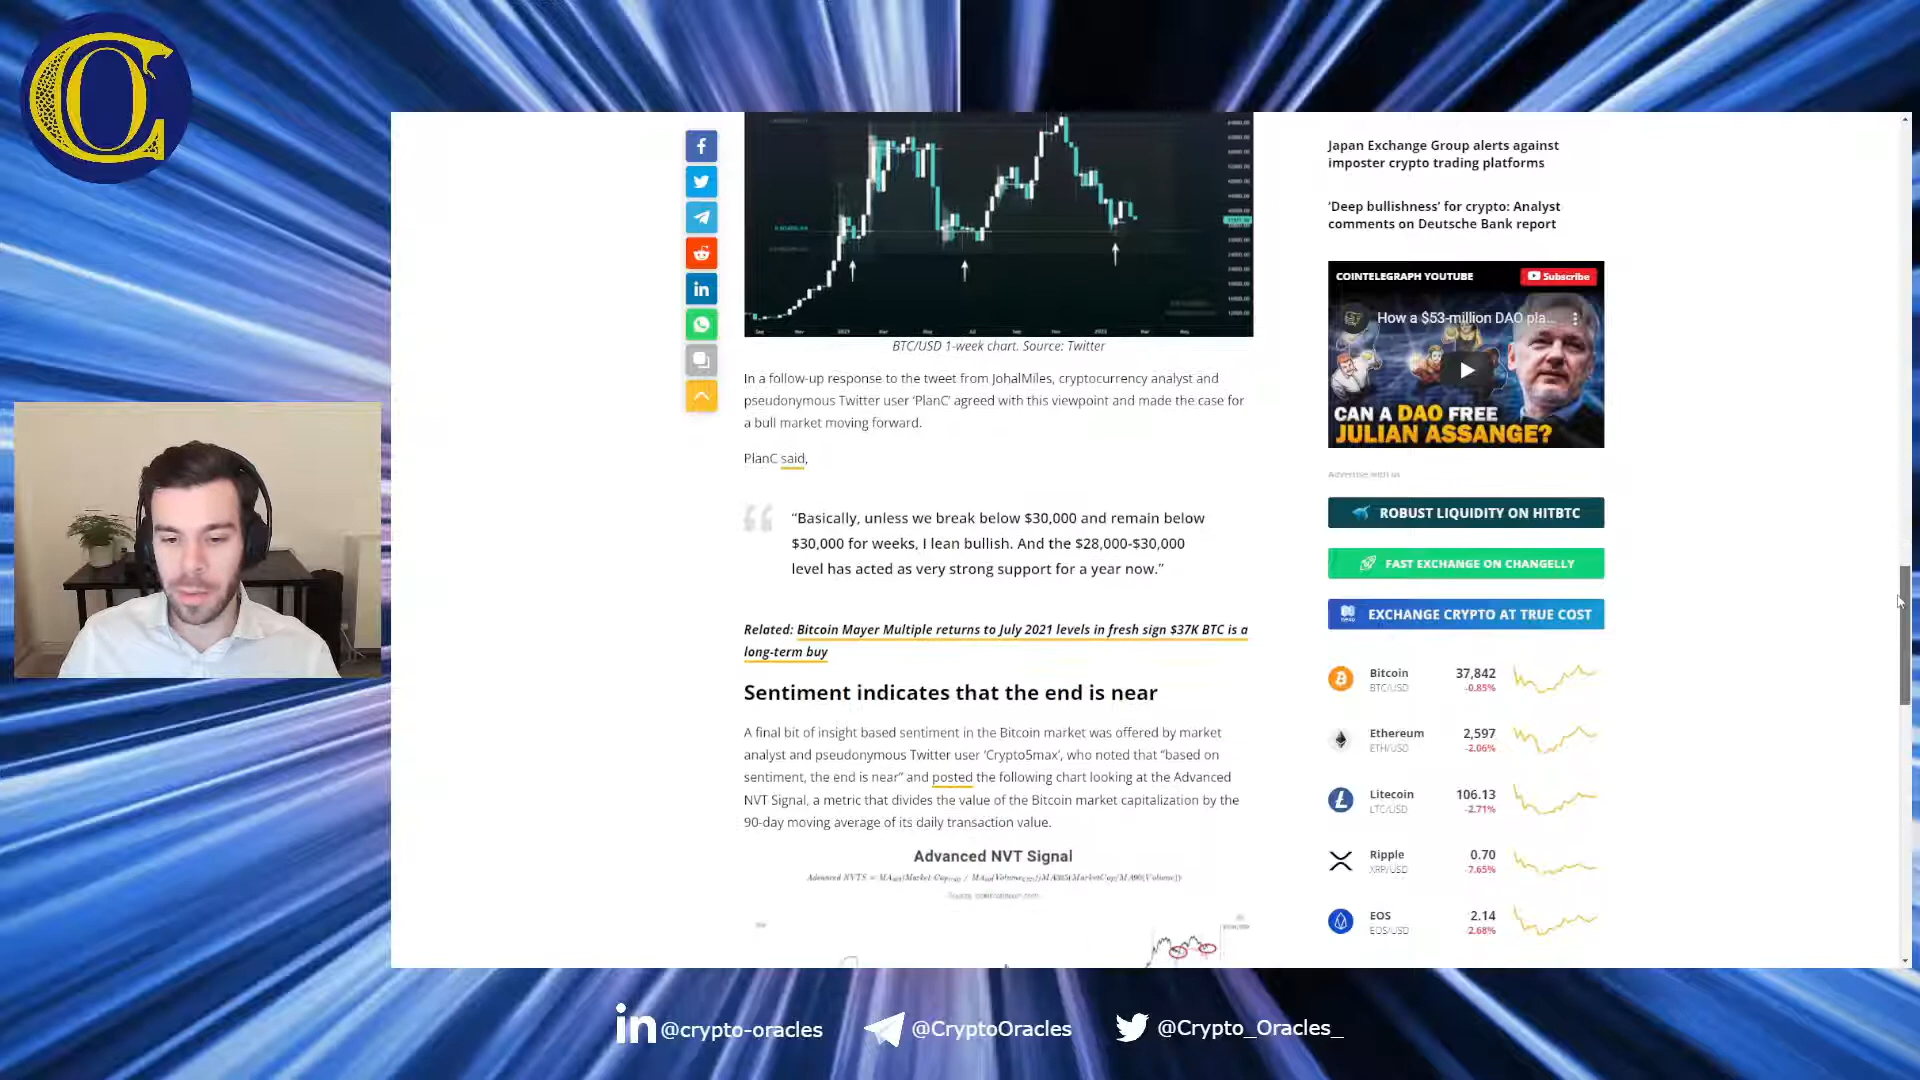 CO
Japan Exchange Group alerts against
imposter crypto trading platforms
'Deep bullishness' for crypto: Analyst
comments on Deutsche Bank report
COINTELEGRAPH YOUTUBE
Subscribe
How a $53-million DAO pla...
CAN A DAO FREE
JULIAN ASSANGE?
Advertise with us
ROBUST LIQUIDITY ON HITBTC
FAST EXCHANGE ON CHANGELLY
EXCHANGE CRYPTO AT TRUE COST
Bitcoin 37,842
BTC/USD -0.85%
Ethereum 2,597
ETH/USD -2.06%
Litecoin 106.13
LTC/USD -2.71%
Ripple 0.70
XRP/USD -7.65%
EOS 2.14
EOS/USD -2.68%
BTC/USD 1-week chart. Source: Twitter
In a follow-up response to the tweet from JohalMiles, cryptocurrency analyst and
pseudonymous Twitter user 'PlanC' agreed with this viewpoint and made the case for
a bull market moving forward.
PlanC said,
"Basically, unless we break below $30,000 and remain below
$30,000 for weeks, I lean bullish. And the $28,000-$30,000
level has acted as very strong support for a year now."
Related: Bitcoin Mayer Multiple returns to July 2021 levels in fresh sign $37K BTC is a
long-term buy
Sentiment indicates that the end is near
A final bit of insight based sentiment in the Bitcoin market was offered by market
analyst and pseudonymous Twitter user 'Crypto5max', who noted that "based on
sentiment, the end is near" and posted the following chart looking at the Advanced
NVT Signal, a metric that divides the value of the Bitcoin market capitalization by the
90-day moving average of its daily transaction value.
Advanced NVT Signal
in @crypto-oracles
@CryptoOracles
@Crypto_Oracles_